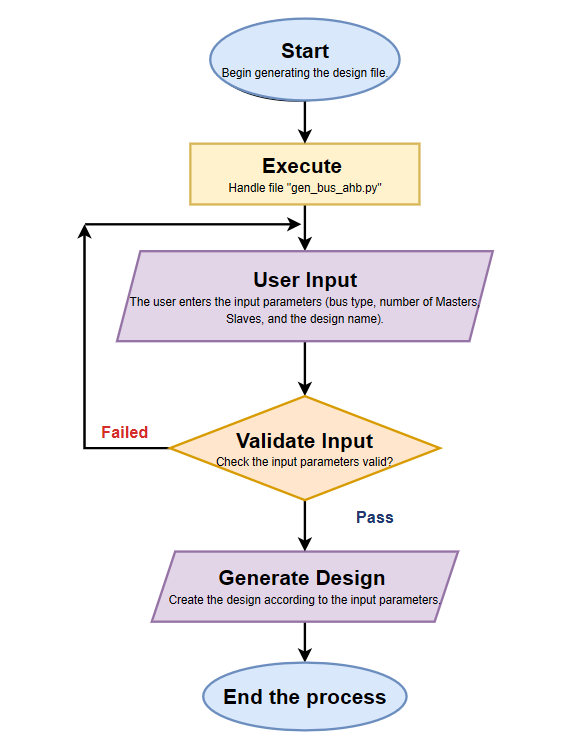 Start
Begin generating the design file.
Execute
Handle file "gen_bus_ahb.py"
User Input
The user enters the input parameters (bus type, number of Masters,
Slaves, and the design name).
Failed
Validate Input
Check the input parameters valid?
Pass
Generate Design
Create the design according to the input parameters.
End the process